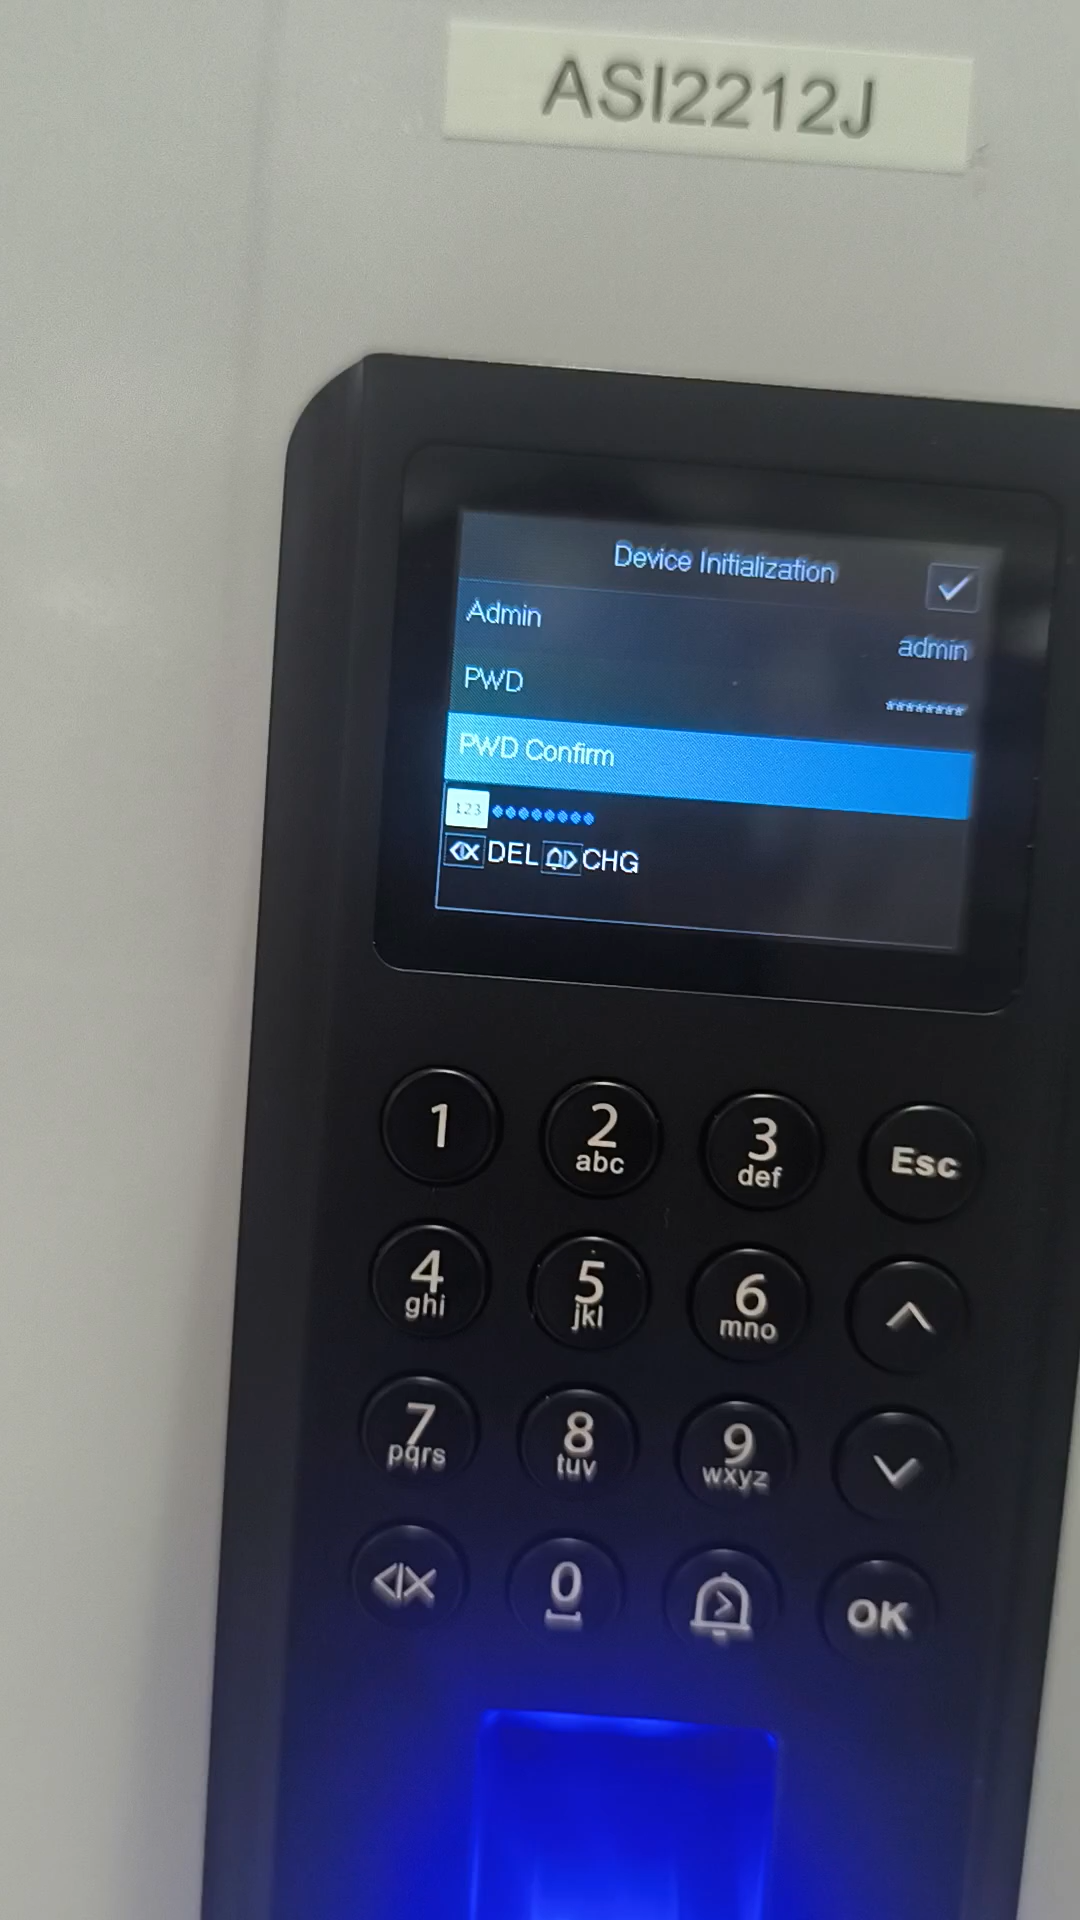 ASI2212J
Device Initialization
Admin admin
PWD ********
PWD Confirm
123
DEL CHG
1 2 3 Esc
abc def
4 5 6
ghi jkl mno
7 8 9
pqrs tuv wxyz
0 OK